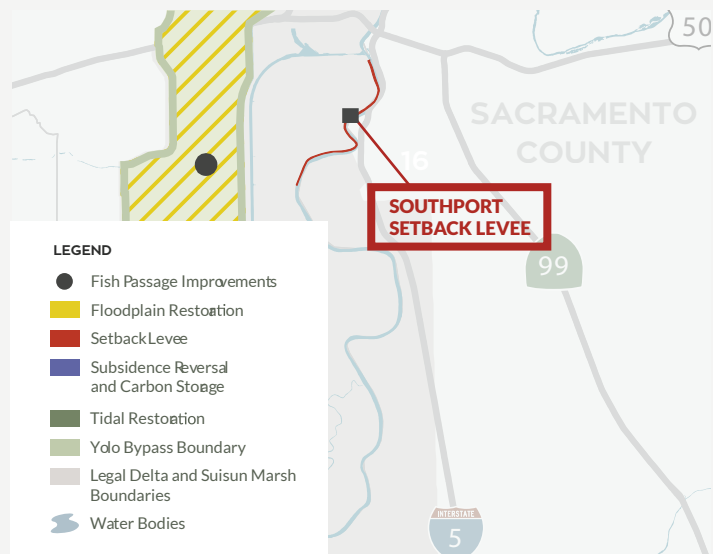 50
SACRAMENTO
COUNTY
16
SOUTHPORT
SETBACK LEVEE
99
LEGEND
Fish Passage Improvements
Floodplain Restoration
Setback Levee
Subsidence Reversal
and Carbon Storage
Tidal Restoration
Yolo Bypass Boundary
Legal Delta and Suisun Marsh
Boundaries
Water Bodies
INTERSTATE
5